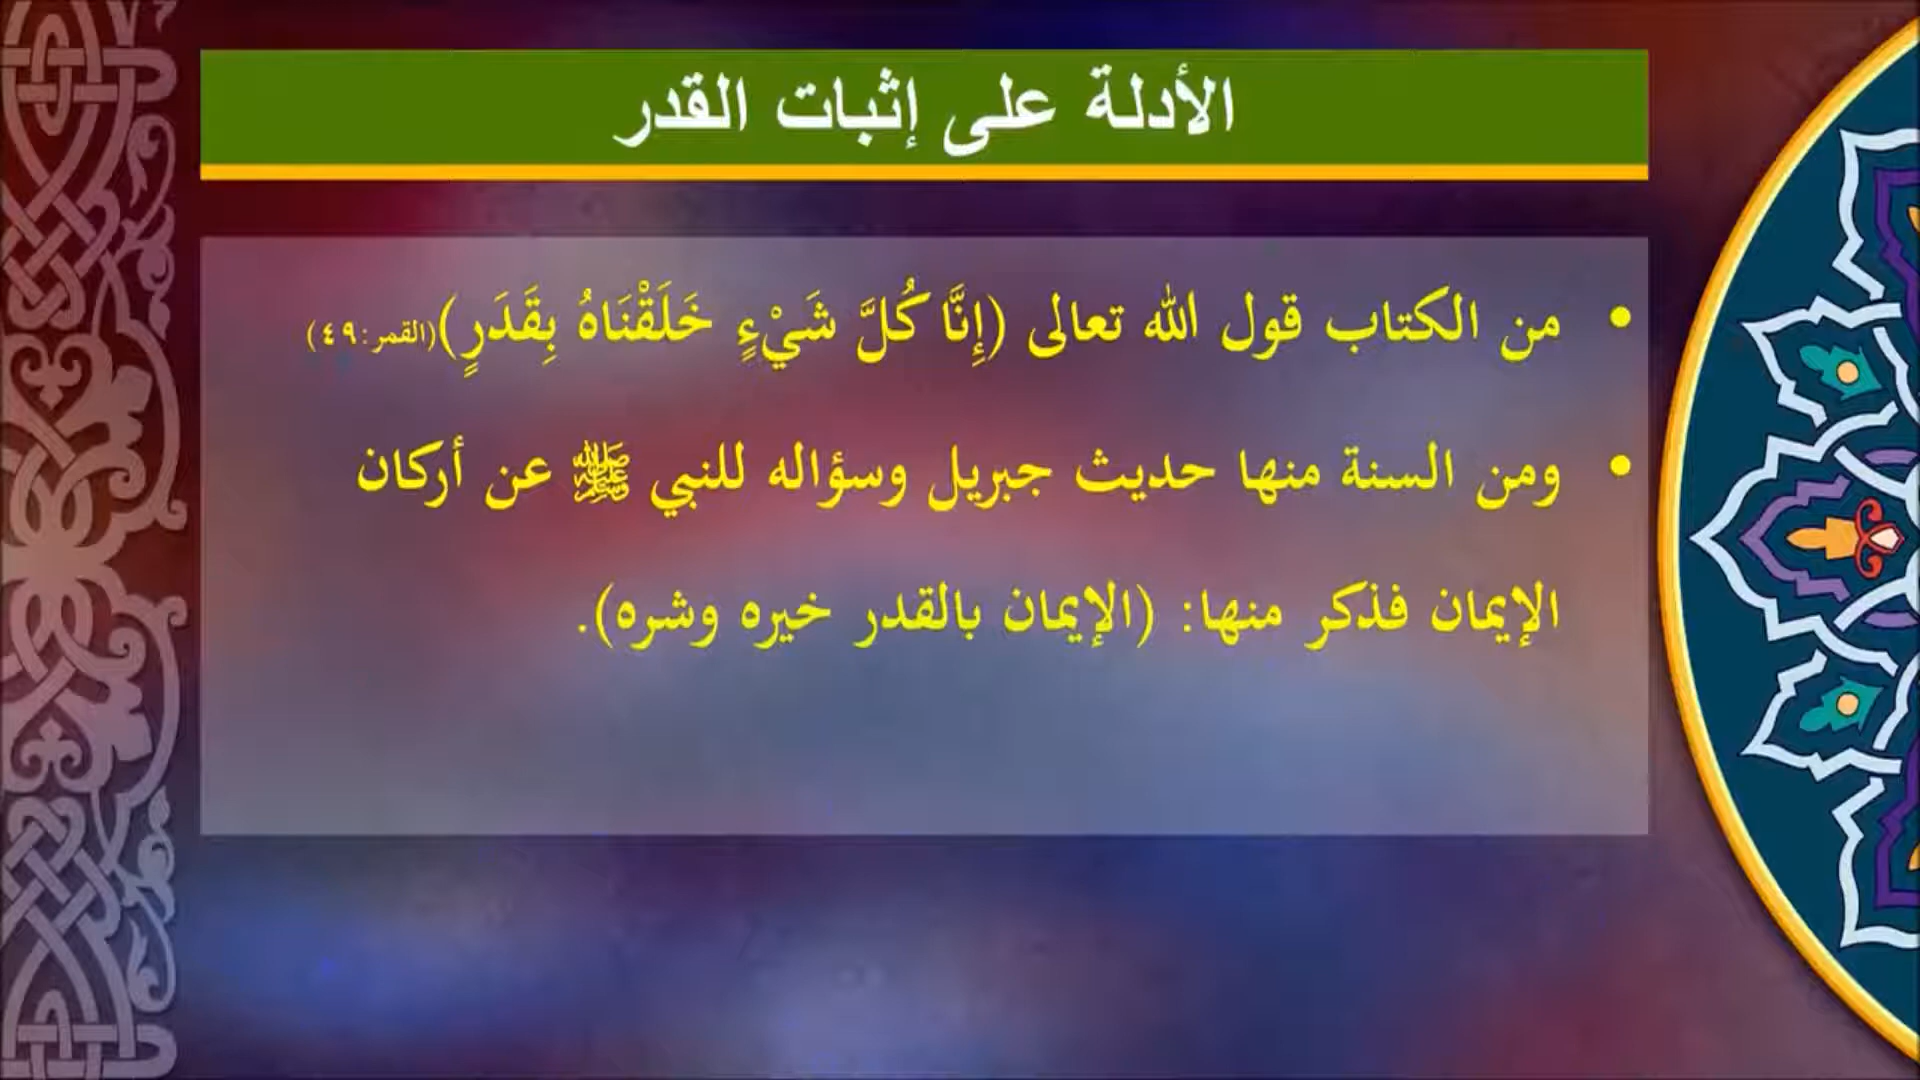 الأدلة على إثبات القدر
• من الكتاب قول الله تعالى (إِنَّا كُلَّ شَيْءٍ خَلَقْنَاهُ بِقَدَرٍ)(القمر:٤٩)
• ومن السنة منها حديث جبريل وسؤاله للنبي ﷺ عن أركان
الإيمان فذكر منها: (الإيمان بالقدر خيره وشره).